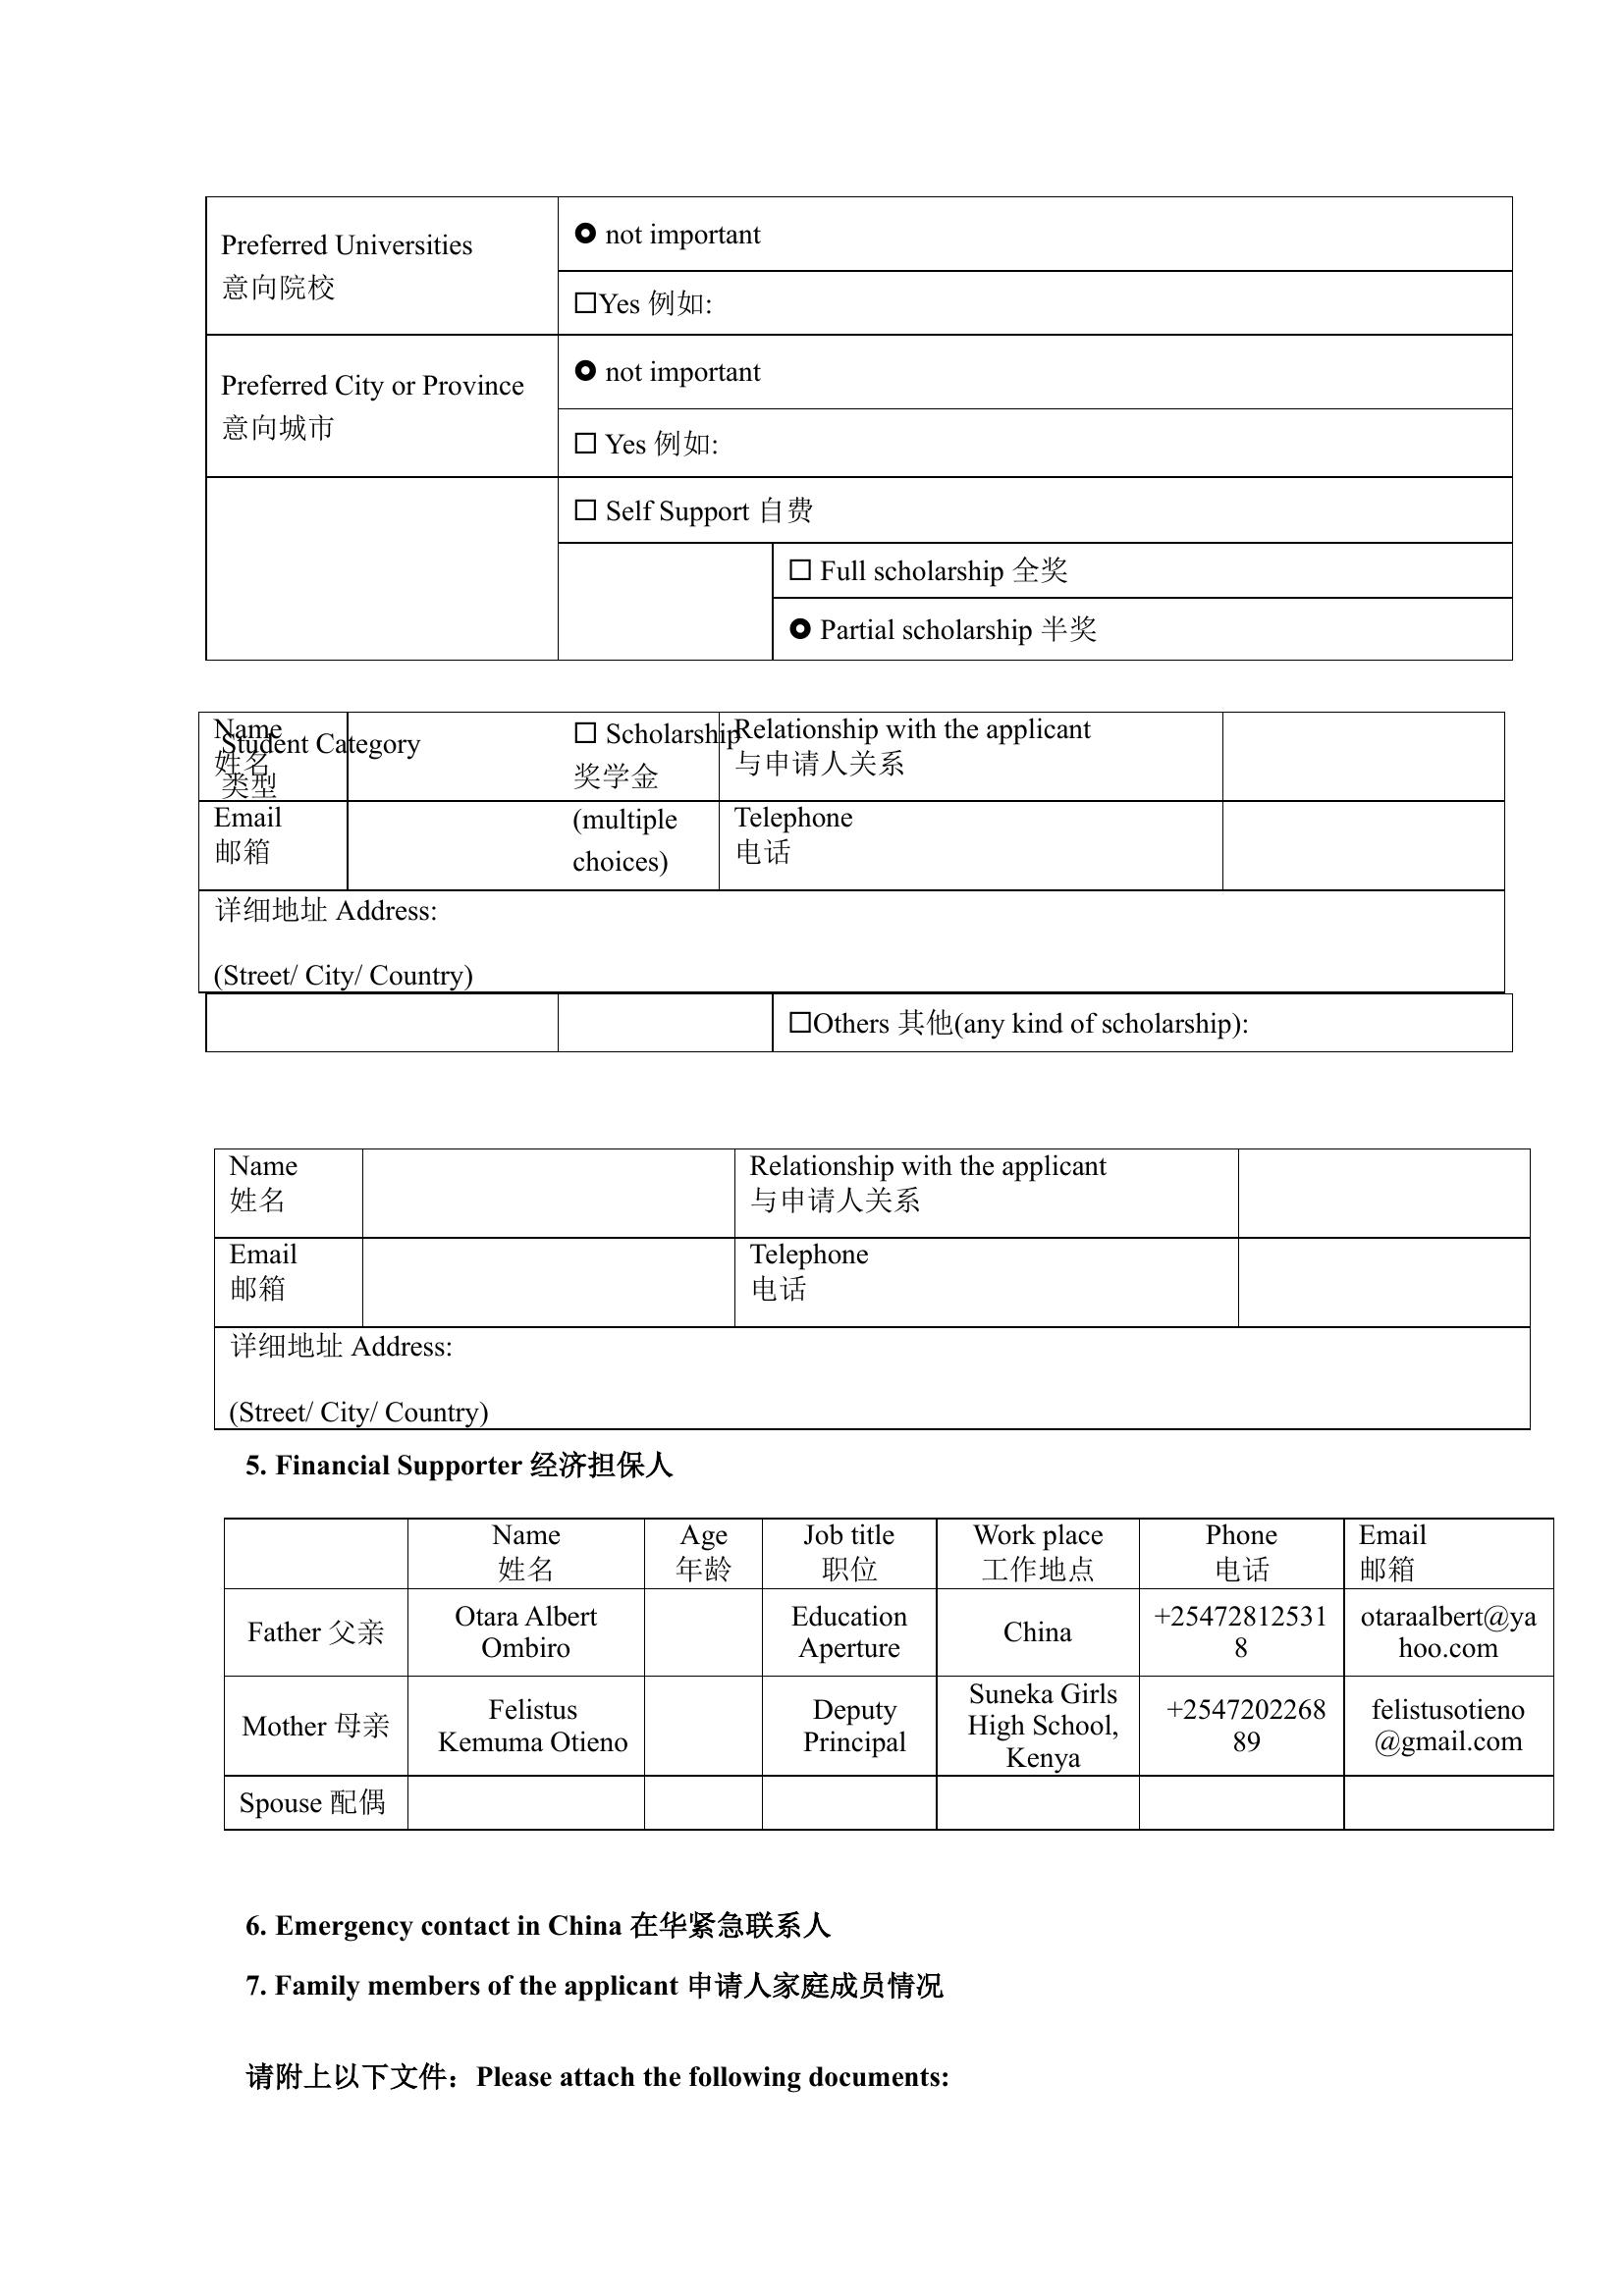 Preferred Universities
意向院校
not important
☐Yes 例如:
Preferred City or Province
意向城市
not important
☐ Yes 例如:
☐ Self Support 自费
☐ Full scholarship 全奖
Partial scholarship 半奖
Student Category
类型
☐ Scholarship
奖学金
(multiple
choices)
Name
姓名
Relationship with the applicant
与申请人关系
Email
邮箱
Telephone
电话
详细地址 Address:
(Street/ City/ Country)
☐Others 其他(any kind of scholarship):
Name
姓名
Relationship with the applicant
与申请人关系
Email
邮箱
Telephone
电话
详细地址 Address:
(Street/ City/ Country)
5. Financial Supporter 经济担保人
Name
姓名
Age
年龄
Job title
职位
Work place
工作地点
Phone
电话
Email
邮箱
Father 父亲
Otara Albert
Ombiro
Education
Aperture
China
+25472812531
8
otaraalbert@ya
hoo.com
Mother 母亲
Felistus
Kemuma Otieno
Deputy
Principal
Suneka Girls
High School,
Kenya
+2547202268
89
felistusotieno
@gmail.com
Spouse 配偶
6. Emergency contact in China 在华紧急联系人
7. Family members of the applicant 申请人家庭成员情况
请附上以下文件：Please attach the following documents: